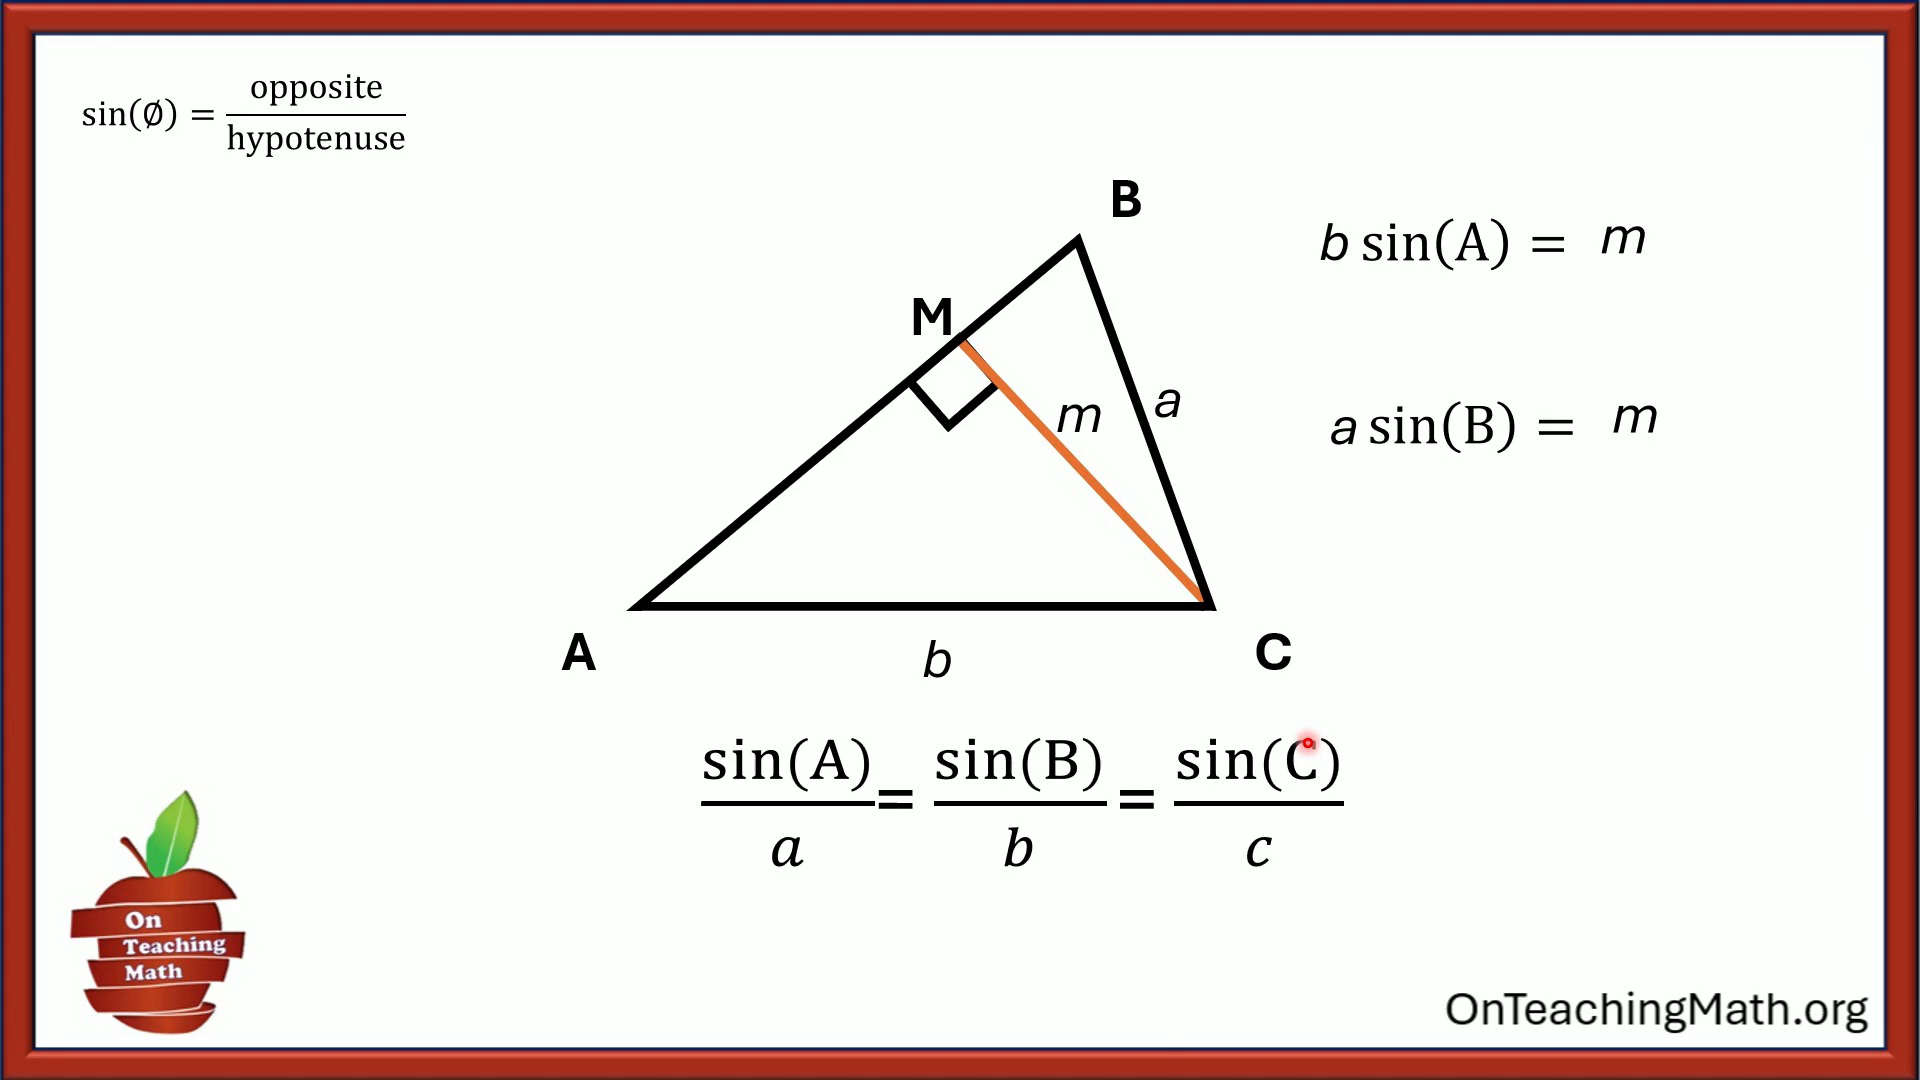 sin(∅) = opposite / hypotenuse
B
b sin(A) = m
M
a
m
a sin(B) = m
A
b
C
sin(A)/a = sin(B)/b = sin(C)/c
On
Teaching
Math
OnTeachingMath.org